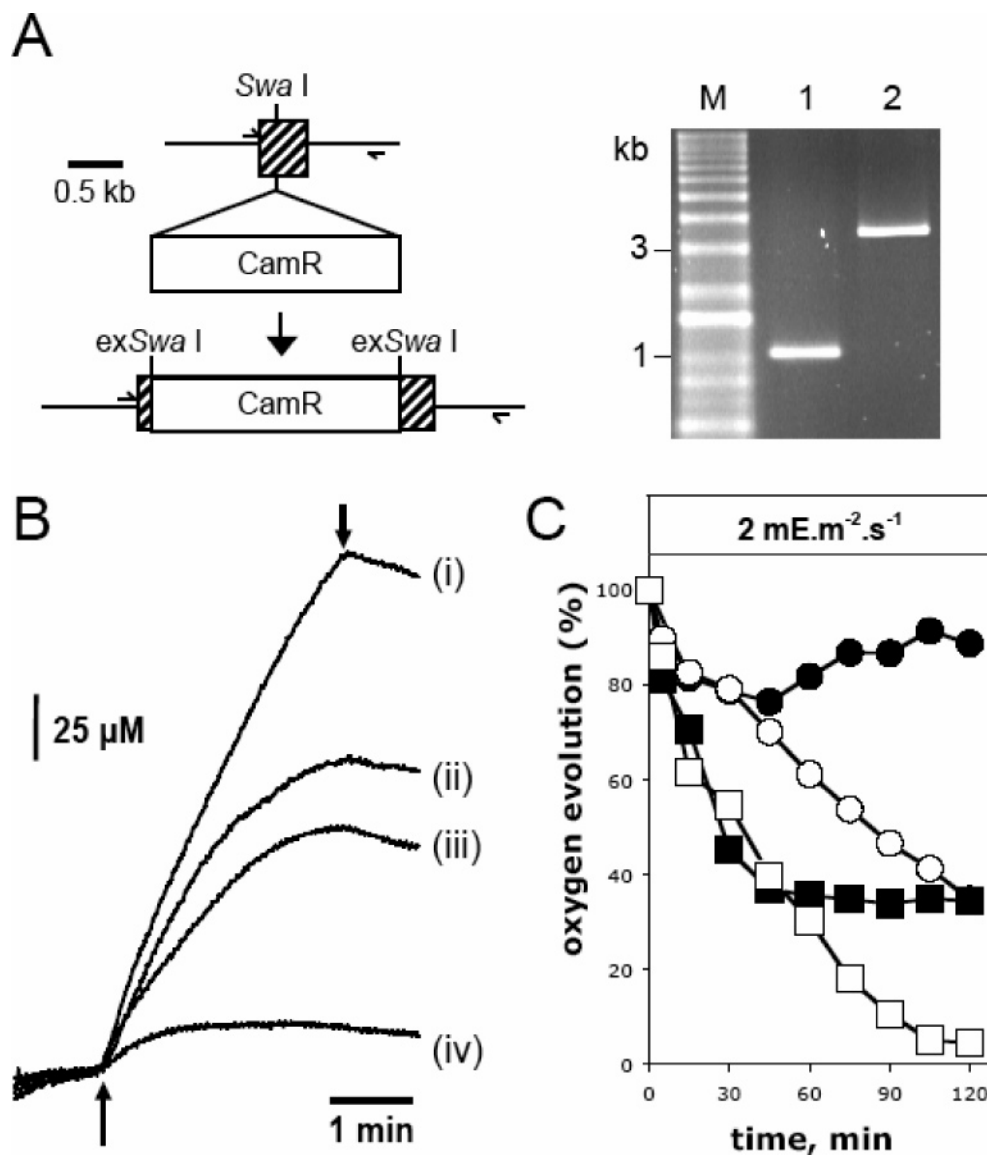 A
Swa I
0.5 kb
CamR
exSwa I exSwa I
CamR
M 1 2
kb
3
1
B
25 µM
(i)
(ii)
(iii)
(iv)
1 min
C
2 mE.m⁻².s⁻¹
oxygen evolution (%)
100
80
60
40
20
0
0 30 60 90 120
time, min